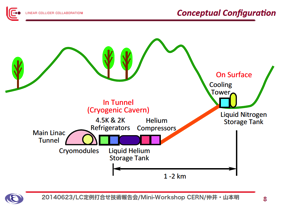 LINEAR COLLIDER COLLABORATION
Conceptual Configuration
On Surface
Cooling
Tower
In Tunnel
(Cryogenic Cavern)
4.5K & 2K
Refrigerators
Helium
Compressors
Liquid Nitrogen
Storage Tank
Main Linac
Tunnel
Cryomodules
Liquid Helium
Storage Tank
1 -2 km
20140623/LC定例打合せ技術報告会/Mini-Workshop CERN/仲井・山本明
8